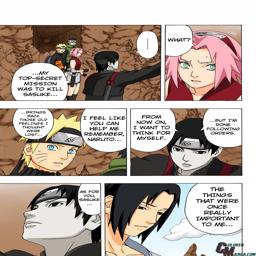 WHAT?
...MY
TOP-SECRET
MISSION
WAS TO KILL
SASUKE...
...BUT I'M
DONE
FOLLOWING
ORDERS.
FROM
NOW ON,
I WANT TO
THINK FOR
MYSELF.
I FEEL LIKE
YOU CAN
HELP ME
REMEMBER,
NARUTO...
...BRINGS
BACK
THOSE OLD
FEELINGS I
THOUGHT
WERE
LOST...
AS FOR
YOU,
SASUKE
...
THE
THINGS
THAT WERE
ONCE
REALLY
IMPORTANT
TO ME...